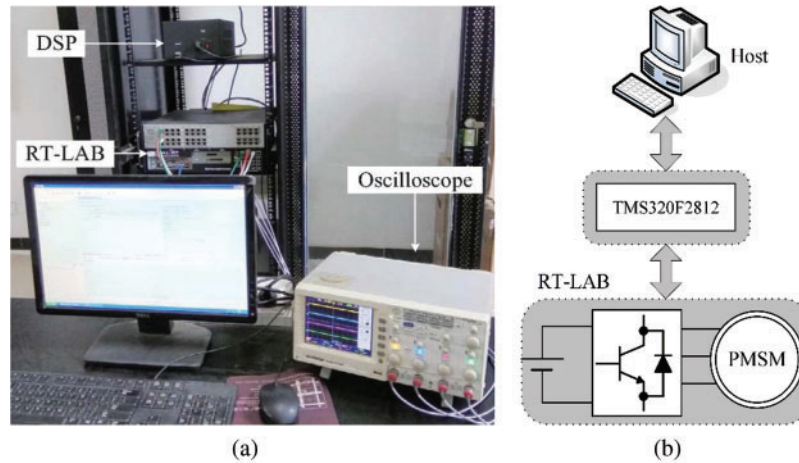 DSP
RT-LAB
Oscilloscope
(a)
Host
TMS320F2812
RT-LAB
PMSM
(b)